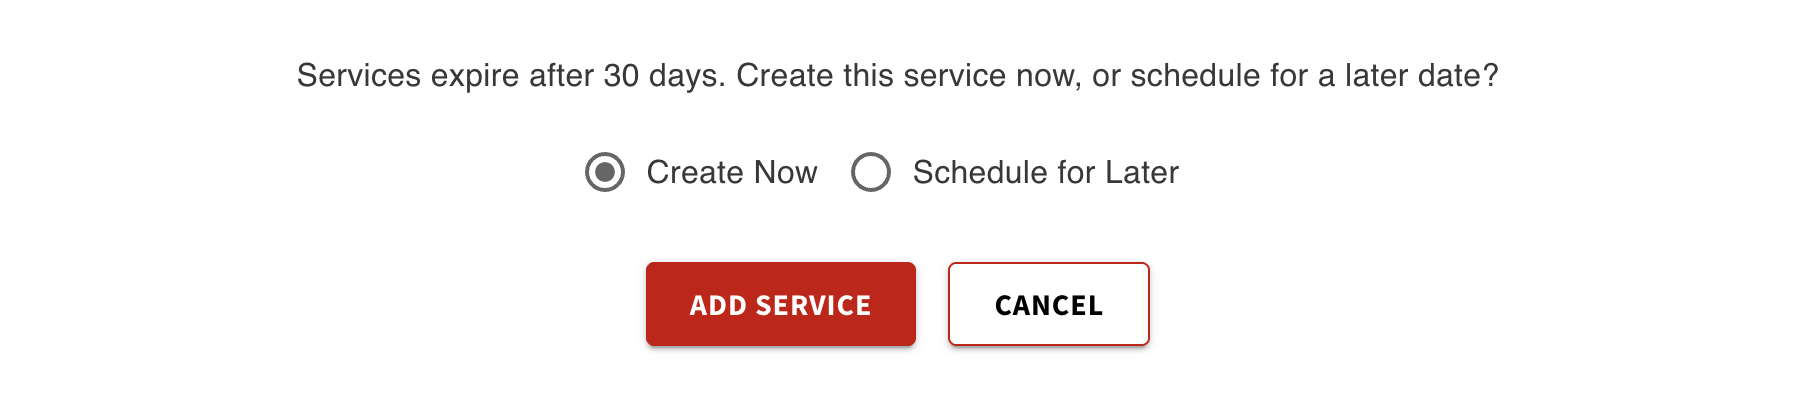 Services expire after 30 days. Create this service now, or schedule for a later date?
Create Now Schedule for Later
ADD SERVICE CANCEL